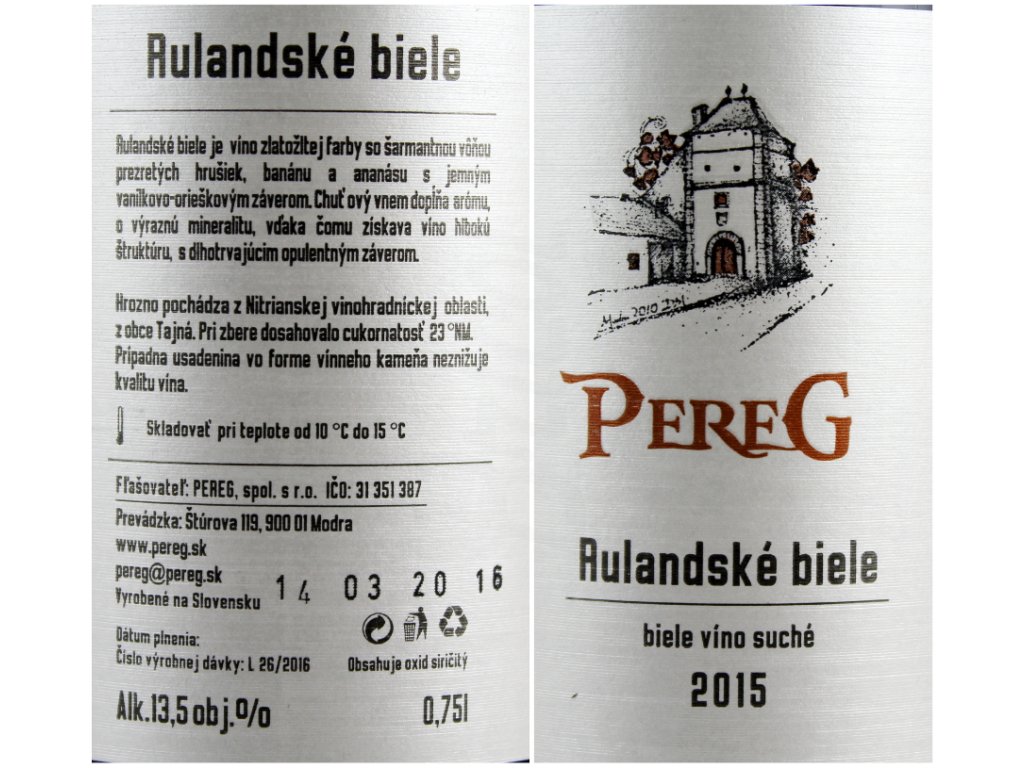 Rulandské biele
Rulandské biele je víno zlatožltej farby so šarmantnou vôňou
prezretých hrušiek, banánu a ananásu s jemným
vanilkovo-orieškovým záverom. Chuťový vnem dopĺňa arómu,
o výraznú mineralitu, vďaka čomu získava víno hlbokú
štruktúru, s dlhotrvajúcim opulentným záverom.
Hrozno pochádza z Nitrianskej vinohradníckej oblasti,
z obce Tajná. Pri zbere dosahovalo cukornatosť 23 °NM.
Prípadna usadenina vo forme vínneho kameňa neznižuje
kvalitu vína.
Skladovať pri teplote od 10 °C do 15 °C
Fľašovateľ: PEREG, spol. s r.o. IČO: 31 351 387
Prevádzka: Štúrova 119, 900 01 Modra
www.pereg.sk
pereg@pereg.sk
Vyrobené na Slovensku
14 03 2016
Dátum plnenia:
Číslo výrobnej dávky: L 26/2016
Obsahuje oxid siričitý
Alk.13,5 obj.%
0,75l
Modra 2010
PEREG
Rulandské biele
biele víno suché
2015